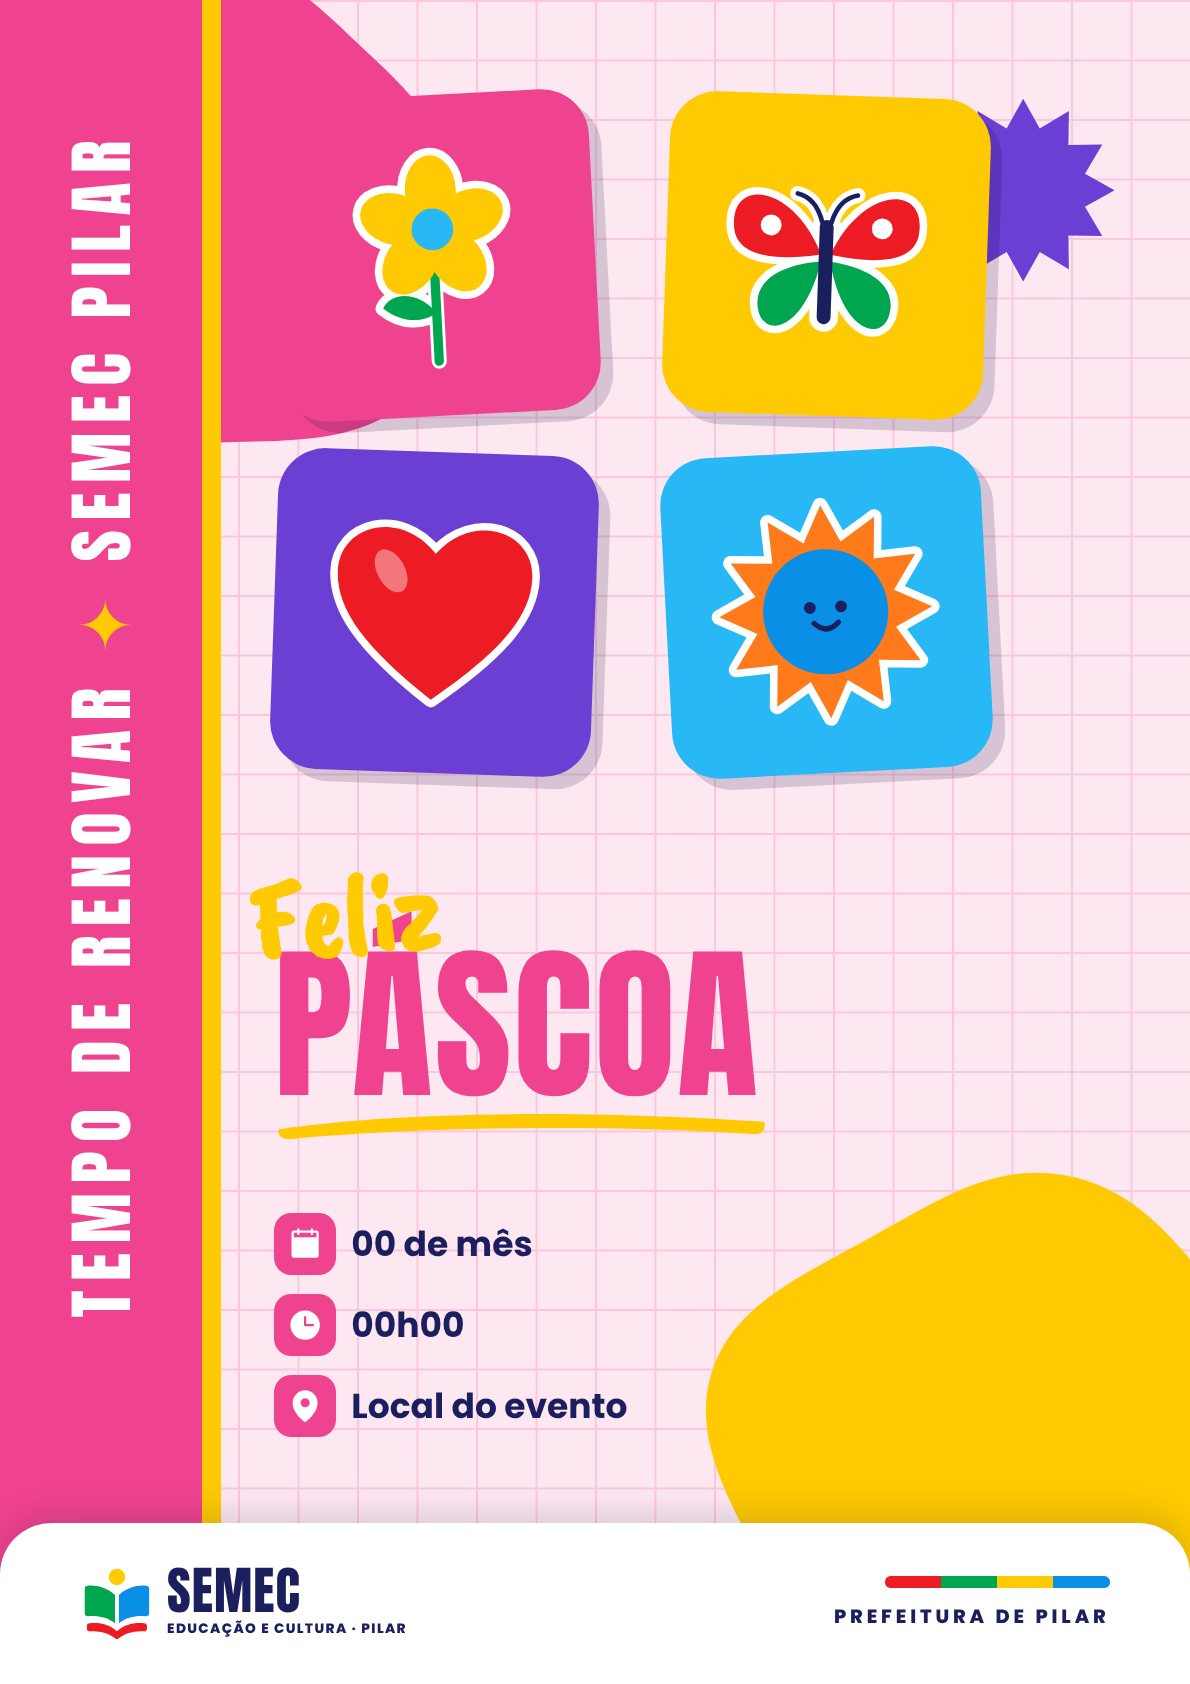 TEMPO DE RENOVAR ✦ SEMEC PILAR
Feliz
PÁSCOA
00 de mês
00h00
Local do evento
SEMEC
EDUCAÇÃO E CULTURA · PILAR
PREFEITURA DE PILAR